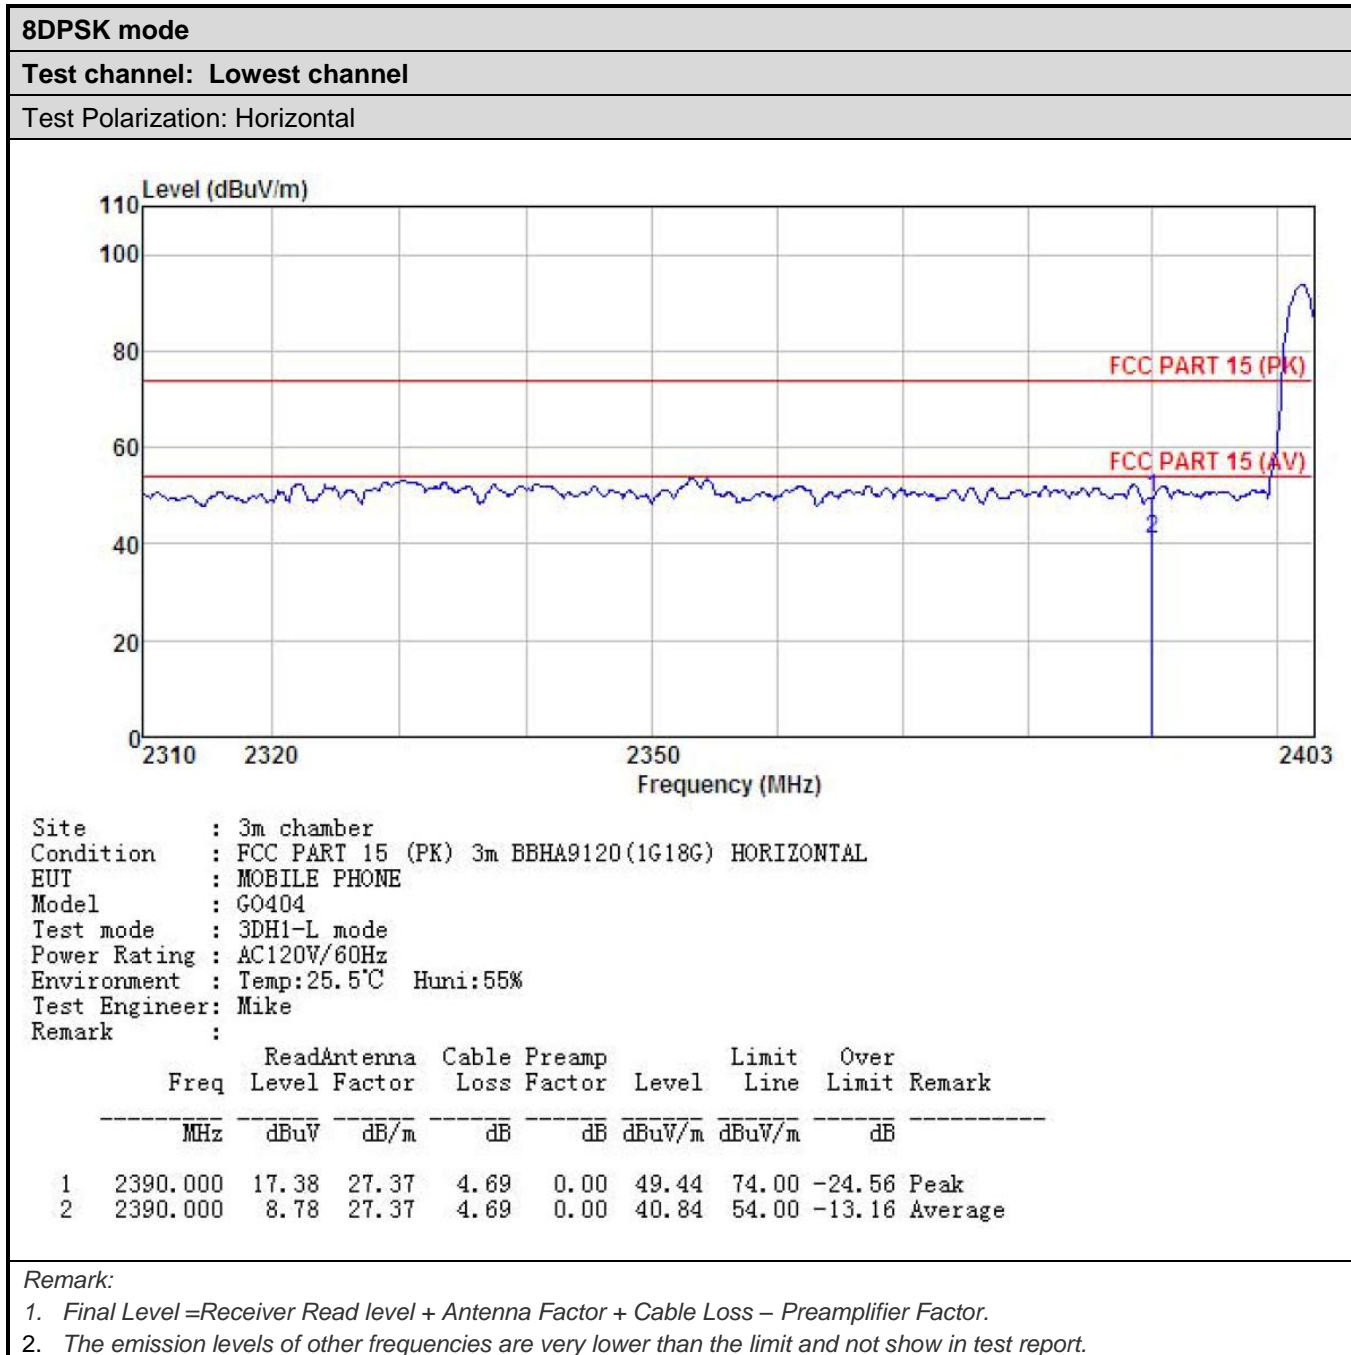 8DPSK mode
Test channel:  Lowest channel
Test Polarization: Horizontal
Level (dBuV/m)
110
100
80
60
40
20
0
FCC PART 15 (PK)
FCC PART 15 (AV)
2
2310 2320 2350 2403
Frequency (MHz)
Site : 3m chamber
Condition : FCC PART 15 (PK) 3m BBHA9120(1G18G) HORIZONTAL
EUT : MOBILE PHONE
Model : GO404
Test mode : 3DH1-L mode
Power Rating : AC120V/60Hz
Environment : Temp:25.5℃ Huni:55%
Test Engineer: Mike
Remark :
ReadAntenna Cable Preamp Limit Over
Freq Level Factor Loss Factor Level Line Limit Remark
MHz dBuV dB/m dB dB dBuV/m dBuV/m dB
1 2390.000 17.38 27.37 4.69 0.00 49.44 74.00 -24.56 Peak
2 2390.000 8.78 27.37 4.69 0.00 40.84 54.00 -13.16 Average
Remark:
1. Final Level =Receiver Read level + Antenna Factor + Cable Loss – Preamplifier Factor.
2. The emission levels of other frequencies are very lower than the limit and not show in test report.